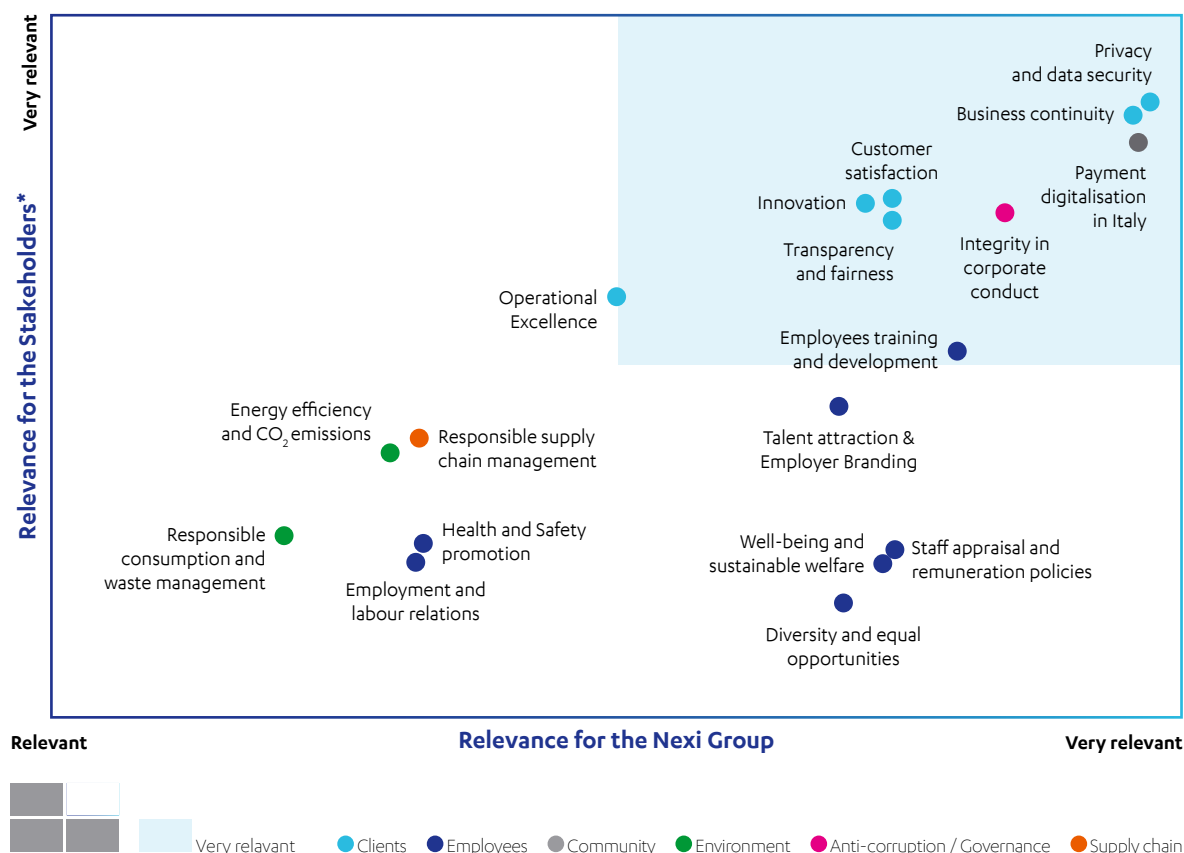 Very relevant
Relevance for the Stakeholders*
Privacy
and data security
Business continuity
Customer
satisfaction
Payment
digitalisation
in Italy
Innovation
Integrity in
corporate
conduct
Transparency
and fairness
Operational
Excellence
Employees training
and development
Energy efficiency
and CO2 emissions
Responsible supply
chain management
Talent attraction &
Employer Branding
Responsible
consumption and
waste management
Health and Safety
promotion
Employment and
labour relations
Well-being and
sustainable welfare
Staff appraisal and
remuneration policies
Diversity and equal
opportunities
Relevant
Relevance for the Nexi Group
Very relevant
Very relavant
Clients
Employees
Community
Environment
Anti-corruption / Governance
Supply chain